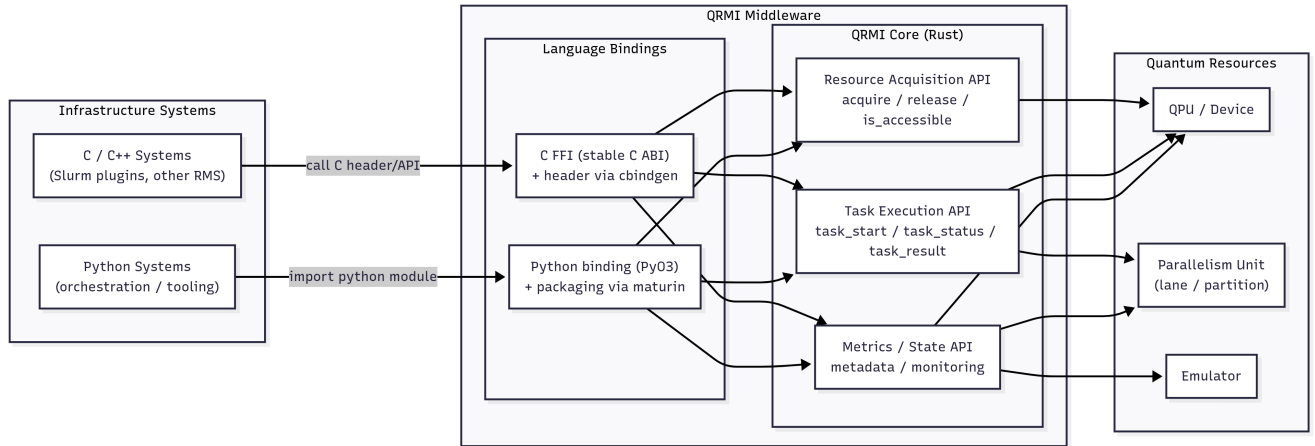 QRMI Middleware
Infrastructure Systems
C / C++ Systems
(Slurm plugins, other RMS)
Python Systems
(orchestration / tooling)
call C header/API
import python module
Language Bindings
C FFI (stable C ABI)
+ header via cbindgen
Python binding (PyO3)
+ packaging via maturin
QRMI Core (Rust)
Resource Acquisition API
acquire / release /
is_accessible
Task Execution API
task_start / task_status /
task_result
Metrics / State API
metadata / monitoring
Quantum Resources
QPU / Device
Parallelism Unit
(lane / partition)
Emulator